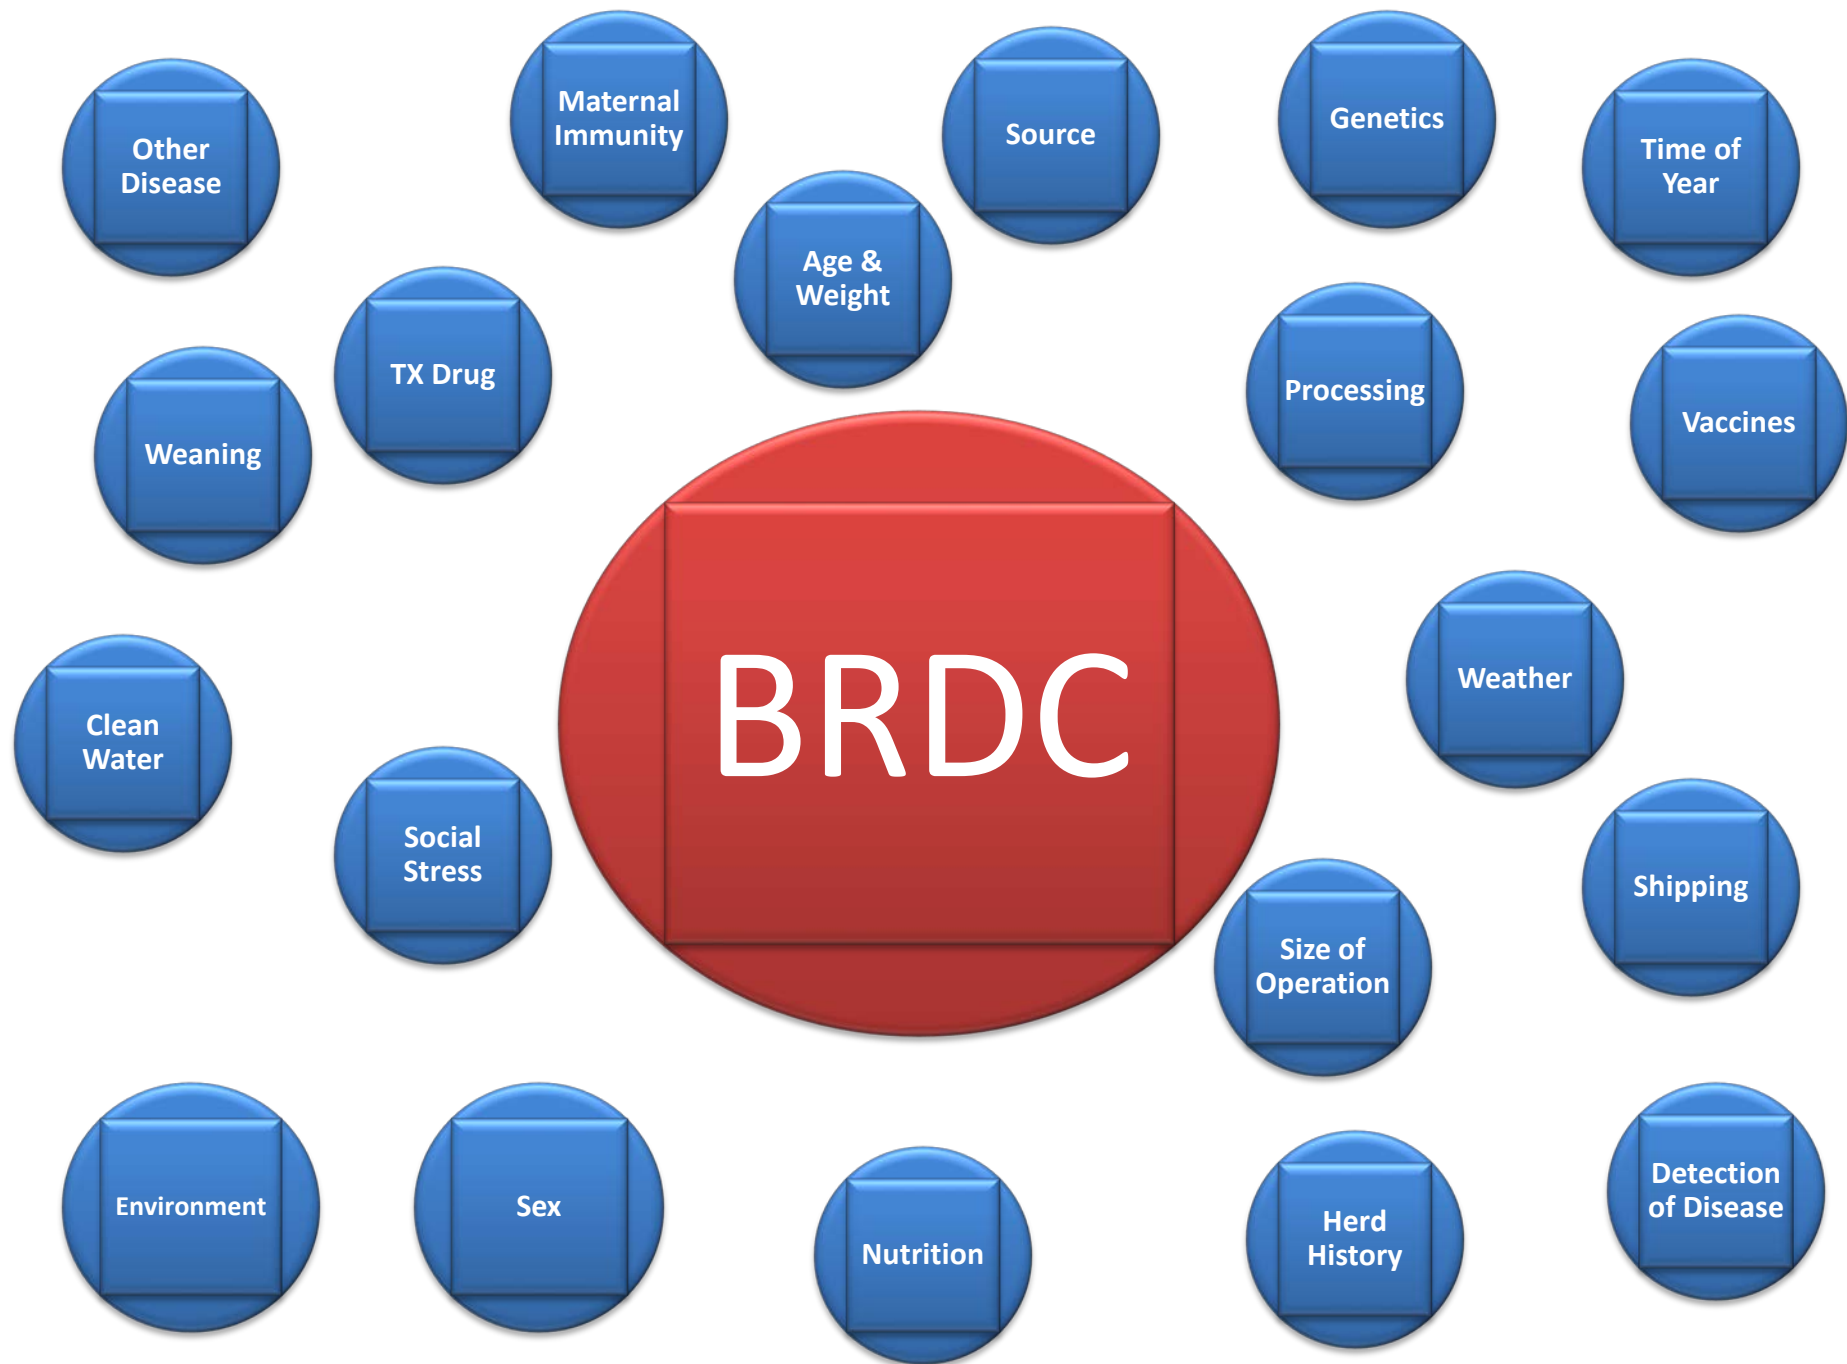 Other
Disease
Maternal
Immunity
Source
Genetics
Time of
Year
Age &
Weight
TX Drug
Processing
Vaccines
Weaning
BRDC
Weather
Clean
Water
Social
Stress
Shipping
Size of
Operation
Environment
Sex
Nutrition
Herd
History
Detection
of Disease